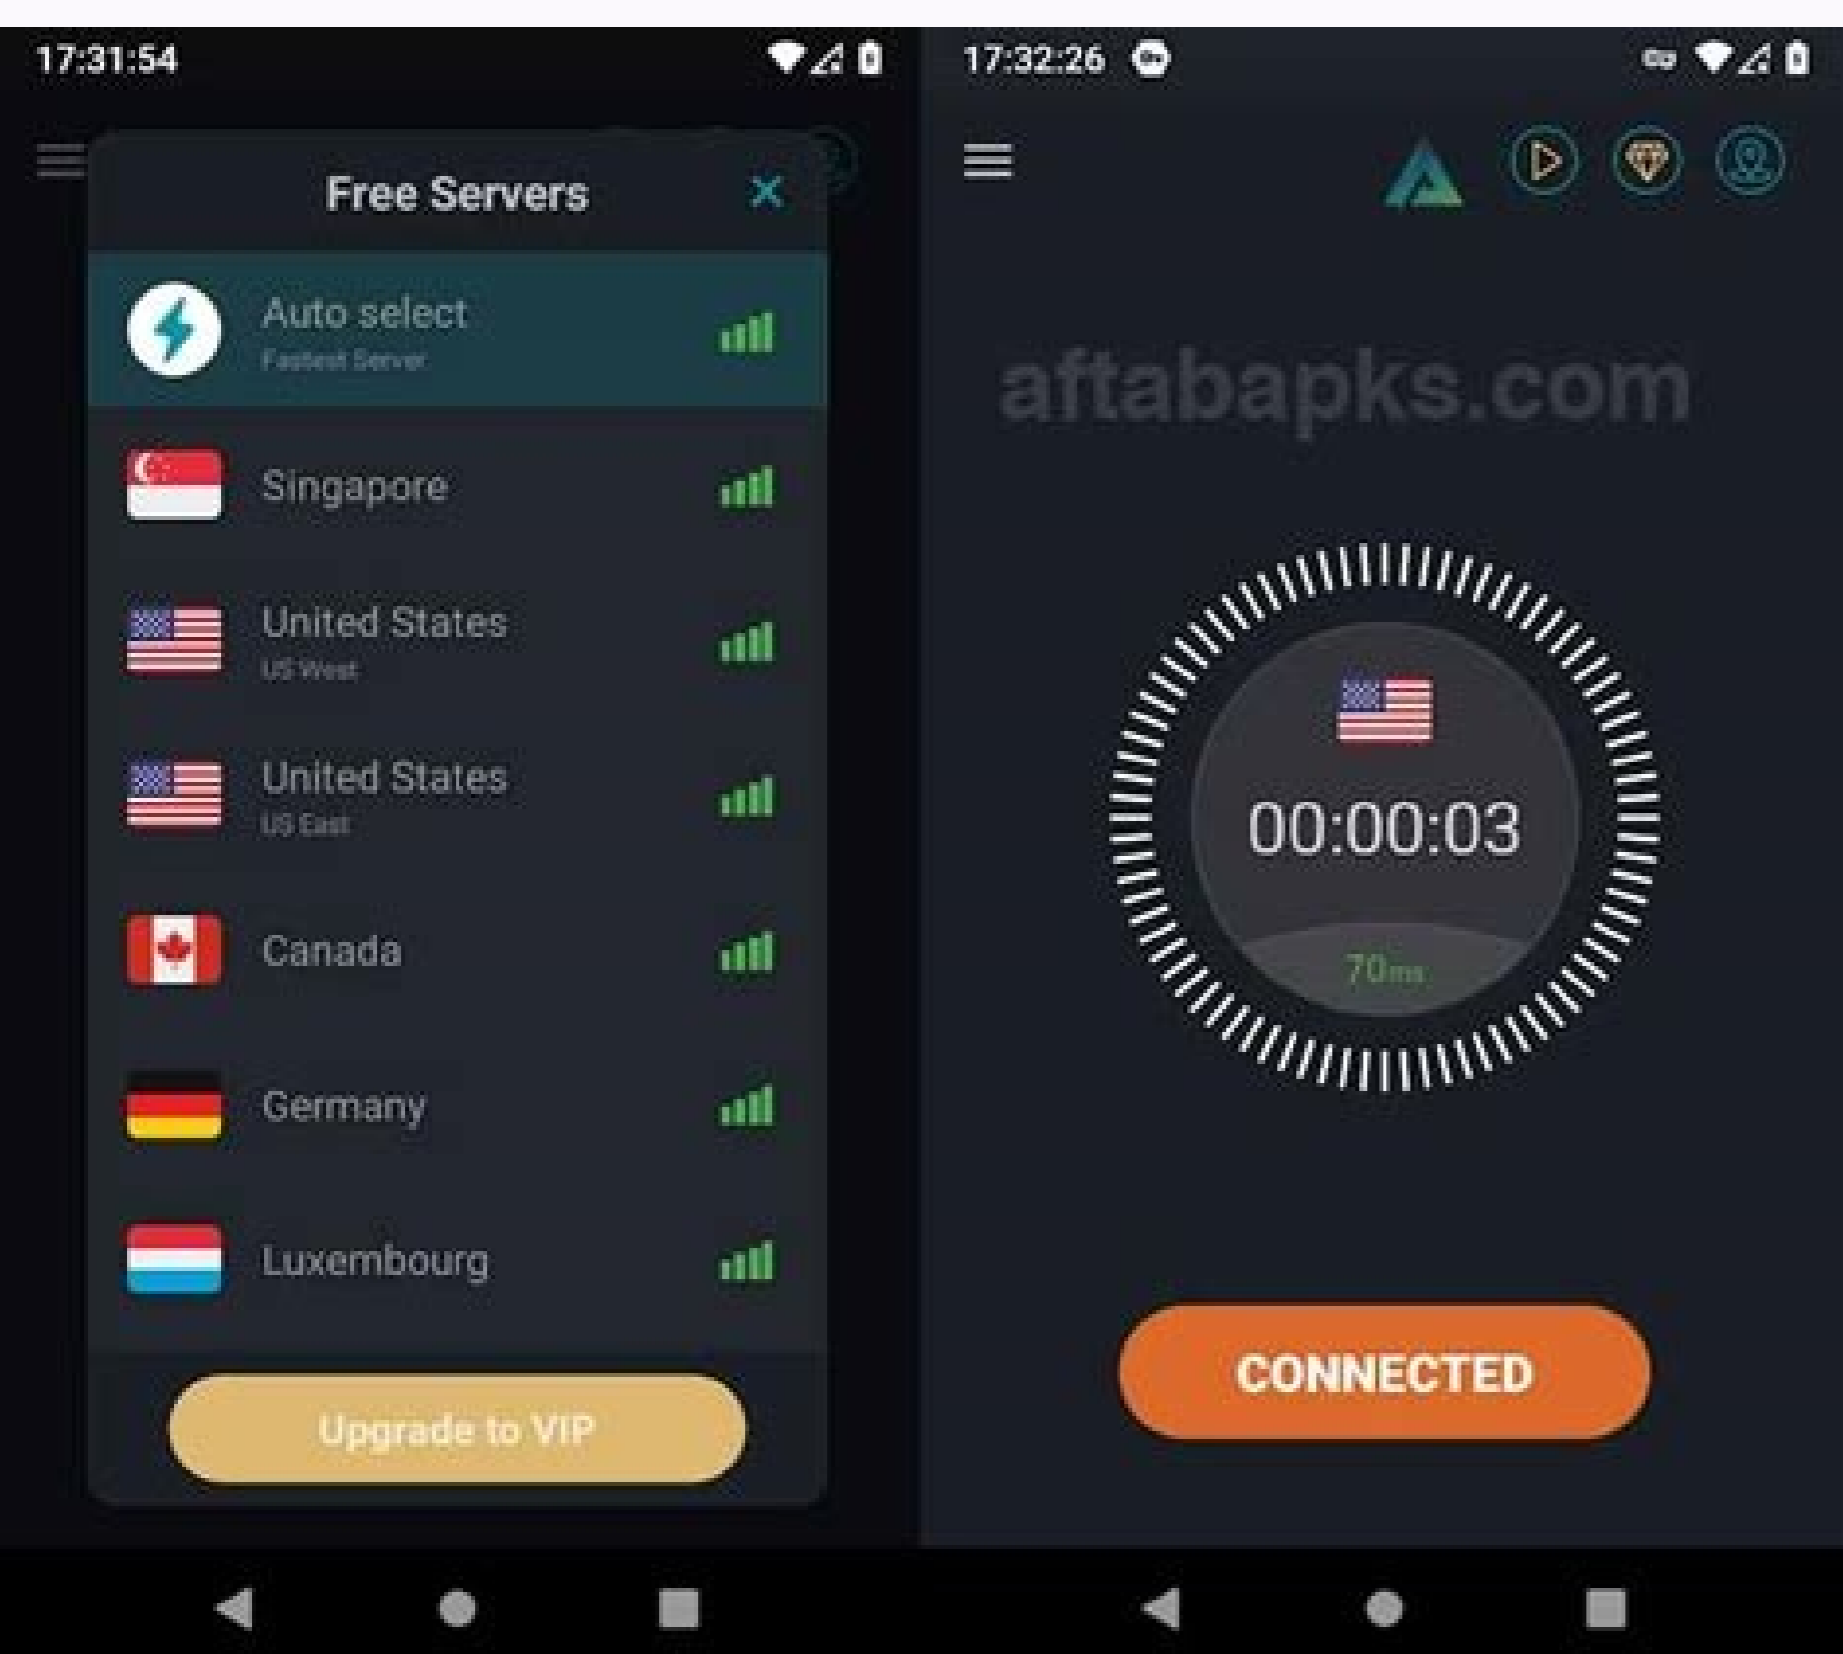 17:31:54
Free Servers
Auto select
Fastest Server
Singapore
United States
US West
United States
US East
Canada
Germany
Luxembourg
Upgrade to VIP
17:32:26
aftabapks.com
00:00:03
70ms
CONNECTED